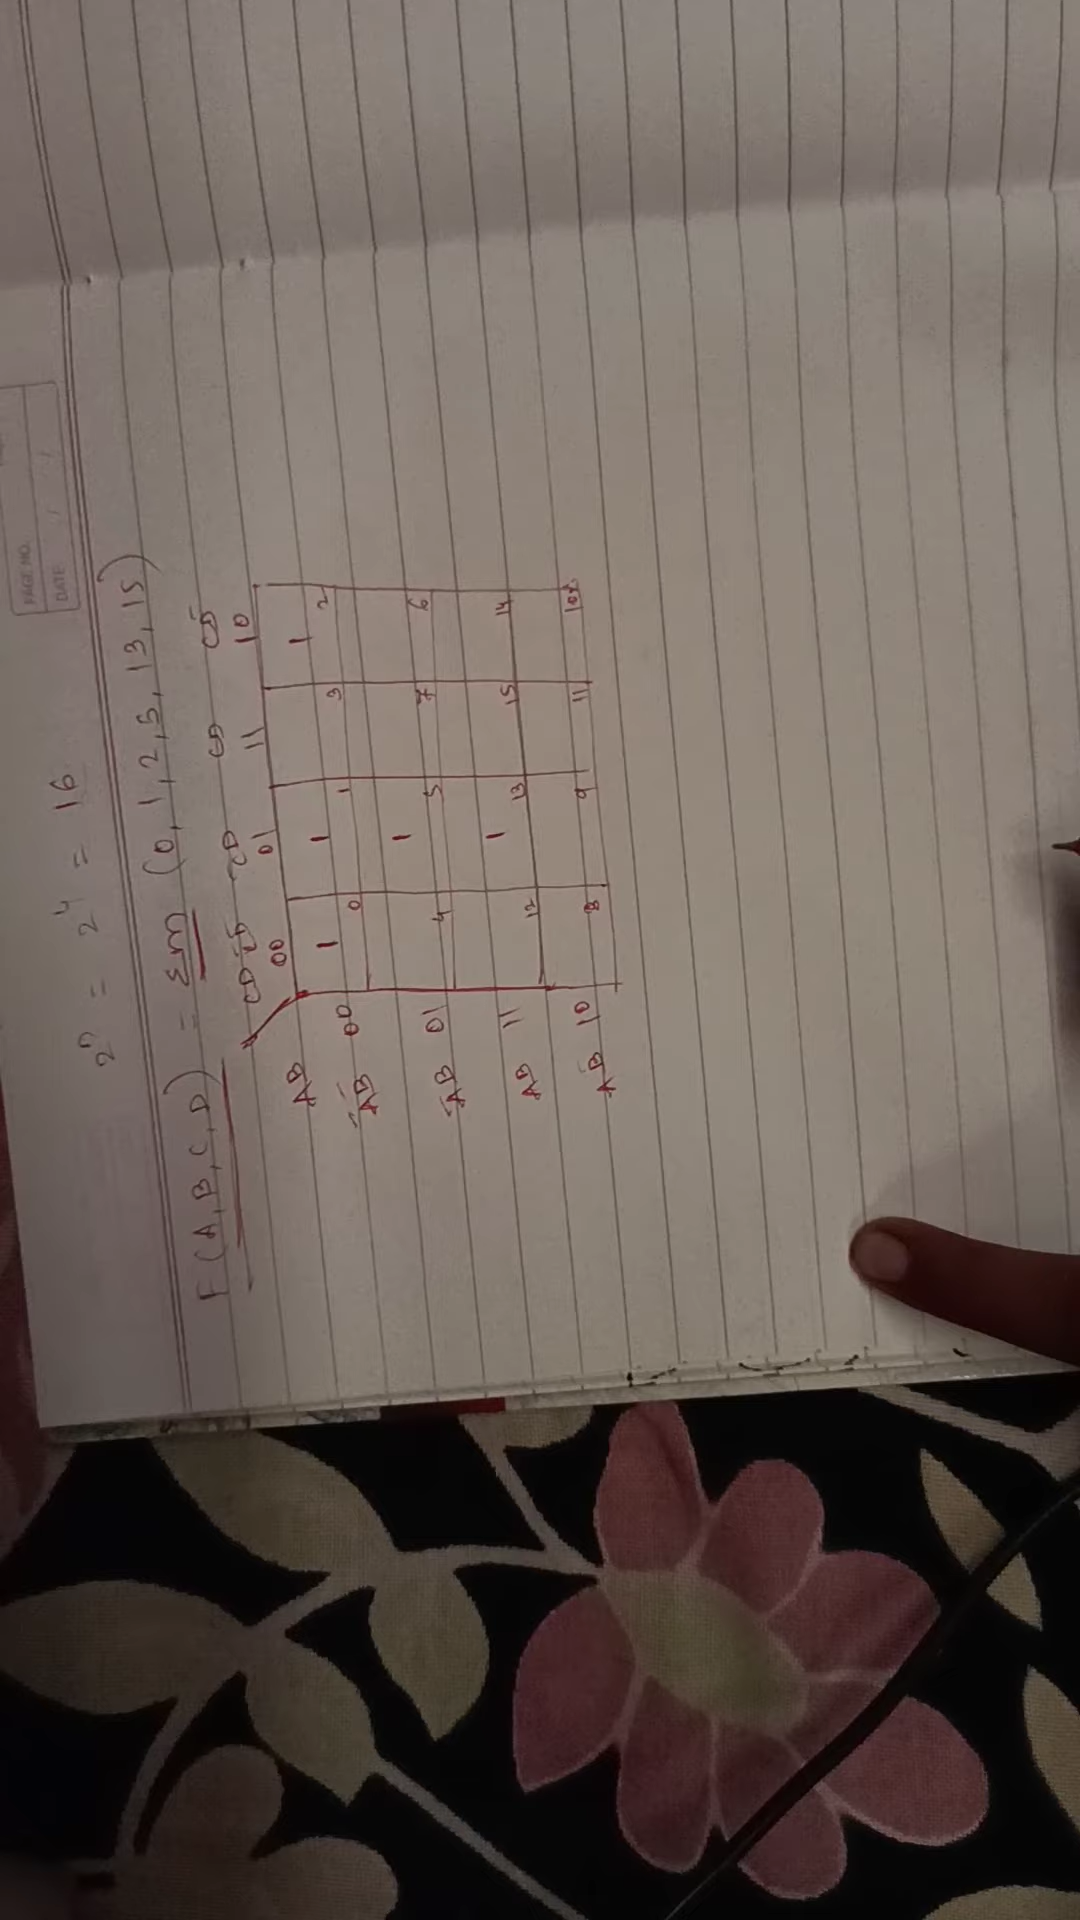 PAGE NO.
DATE / /
2ⁿ = 2⁴ = 16
F(A,B,C,D) = Σm (0,1,2,5,13,15)
CD C̅D̅ C̅D CD CD̅
AB 00 01 11 10
A̅B̅ 00 1 0 1 1 3 1 2
A̅B 01 4 1 5 7 6
AB 11 12 1 13 15 14
AB̅ 10 8 9 11 10